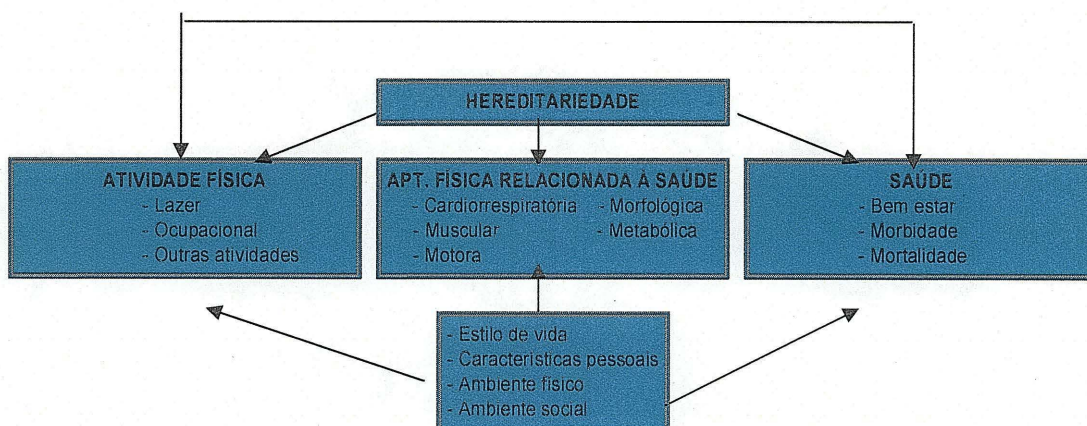 HEREDITARIEDADE
ATIVIDADE FÍSICA
- Lazer
- Ocupacional
- Outras atividades
APT. FÍSICA RELACIONADA À SAÚDE
- Cardiorrespiratória - Morfológica
- Muscular - Metabólica
- Motora
SAÚDE
- Bem estar
- Morbidade
- Mortalidade
- Estilo de vida
- Características pessoais
- Ambiente físico
- Ambiente social